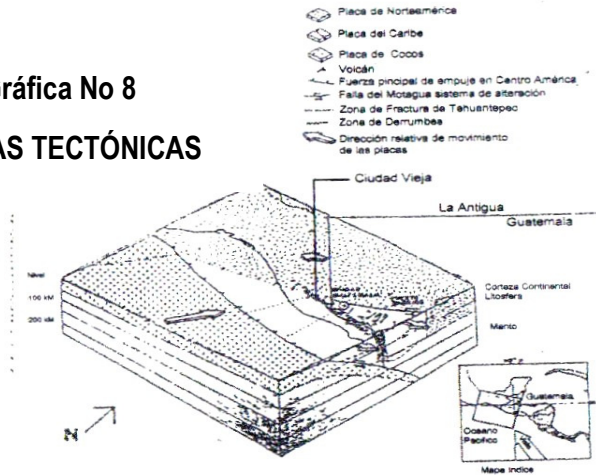 ráfica No 8
AS TECTÓNICAS
Placa de Norteamérica
Placa del Caribe
Placa de Cocos
Volcán
Fuerza pincipal de empuje en Centro América
Falla del Motagua sistema de alteración
Zona de Fractura de Tehuantepec
Zona de Derrumbes
Dirección relativa de movimiento
de las placas
Ciudad Vieja
La Antigua
Guatemala
Nivel
100 kM
200 kM
Corteza Continental
Litosfera
Manto
N
Guatemala
Oceano
Pacifico
Mapa Indice